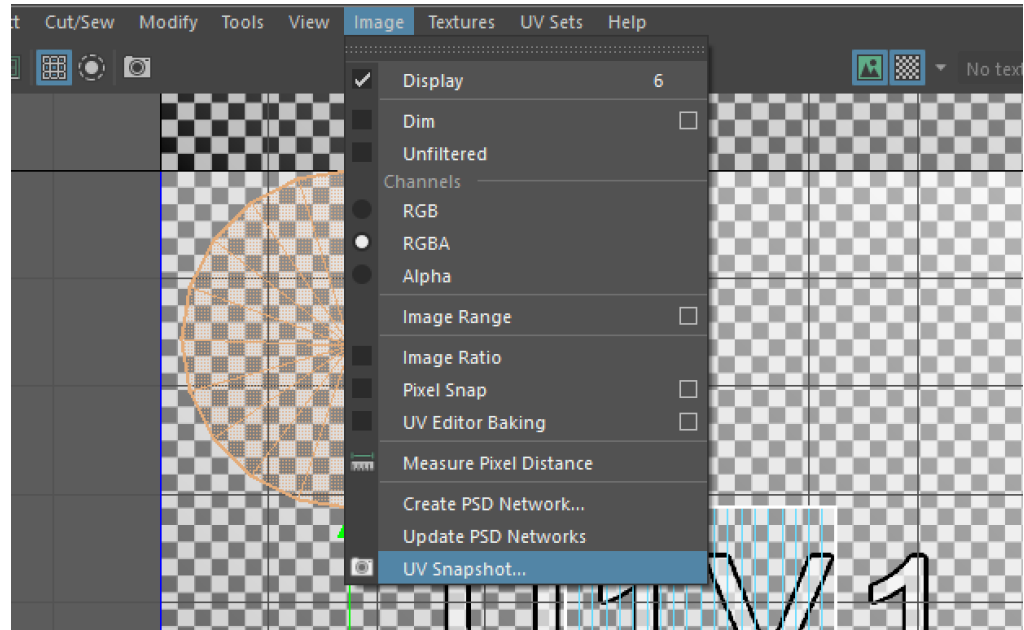 Cut/Sew Modify Tools View Image Textures UV Sets Help
No text
Display 6
Dim
Unfiltered
Channels
RGB
RGBA
Alpha
Image Range
Image Ratio
Pixel Snap
UV Editor Baking
Measure Pixel Distance
Create PSD Network...
Update PSD Networks
UV Snapshot...